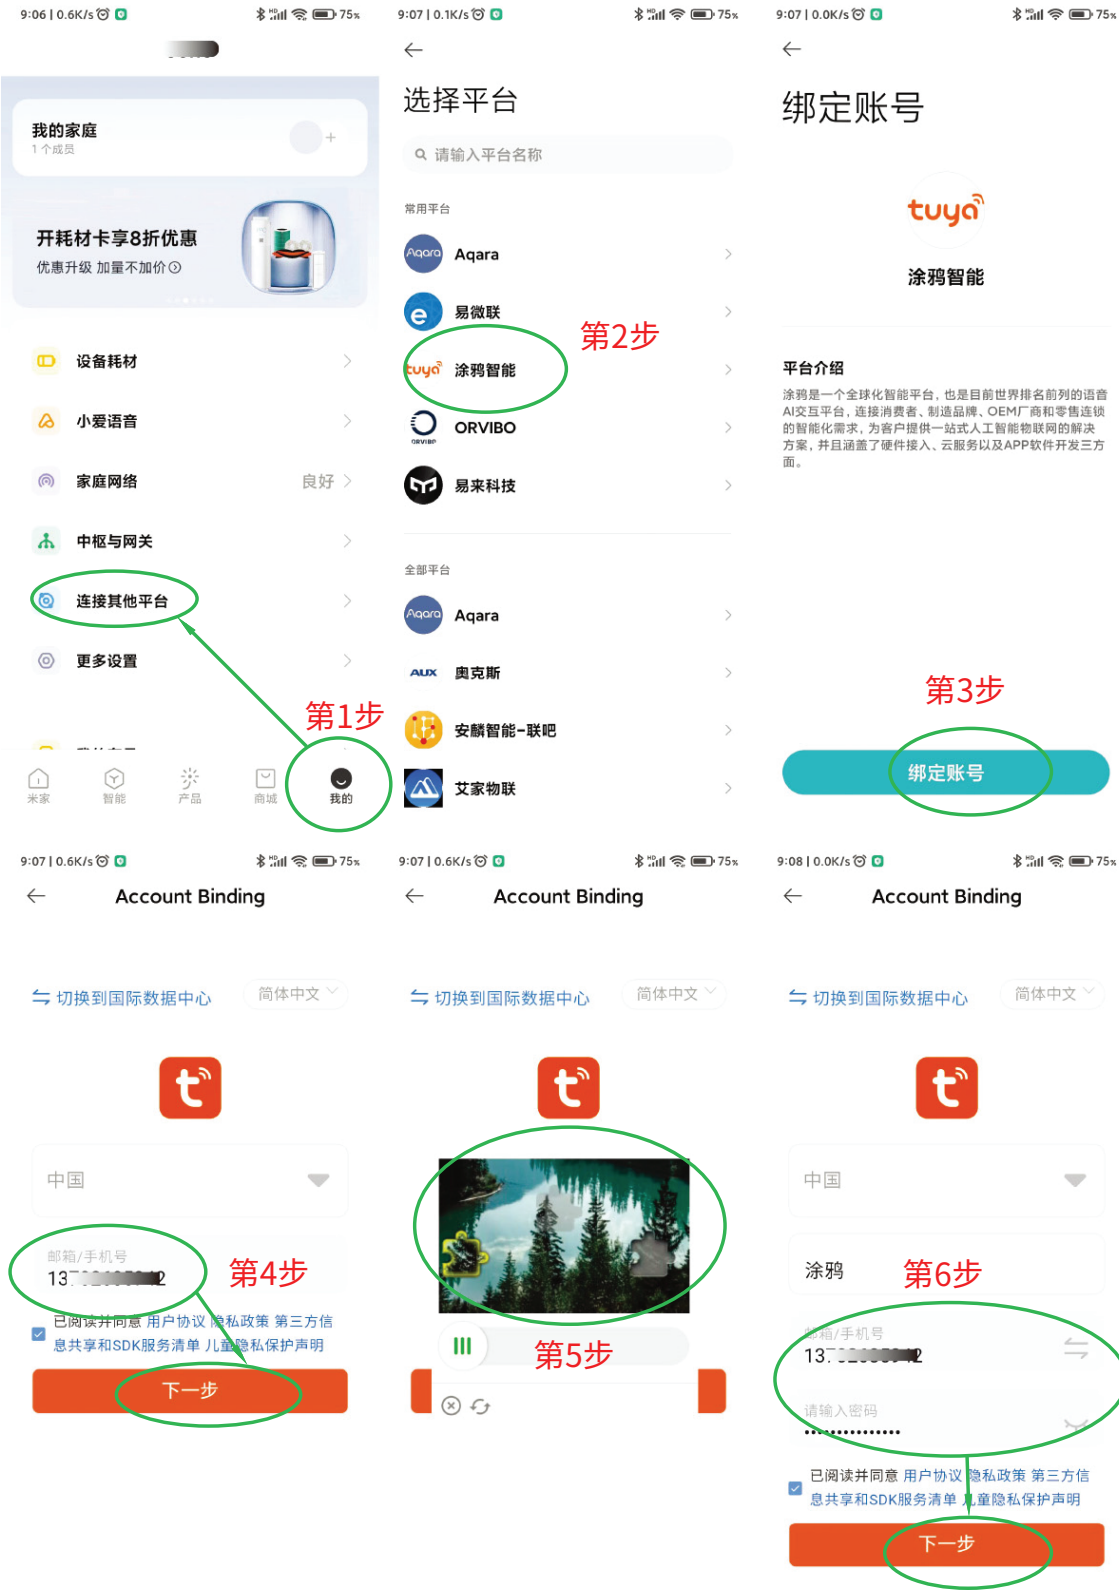 9:06 | 0.6K/s
HD
75%
我的家庭
1 个成员
+
开耗材卡享8折优惠
优惠升级 加量不加价
设备耗材
小爱语音
家庭网络
良好
中枢与网关
连接其他平台
更多设置
第1步
米家
智能
产品
商城
我的
9:07 | 0.1K/s
HD
75%
选择平台
请输入平台名称
常用平台
Aqara
Aqara
e
易微联
第2步
tuya
涂鸦智能
ORVIBO
ORVIBO
易来科技
全部平台
Aqara
Aqara
AUX
奥克斯
安麟智能-联吧
艾家物联
9:07 | 0.0K/s
HD
75%
绑定账号
tuya
涂鸦智能
平台介绍
涂鸦是一个全球化智能平台，也是目前世界排名前列的语音
AI交互平台，连接消费者、制造品牌、OEM厂商和零售连锁
的智能化需求，为客户提供一站式人工智能物联网的解决
方案，并且涵盖了硬件接入、云服务以及APP软件开发三方
面。
第3步
绑定账号
9:07 | 0.6K/s
HD
75%
Account Binding
切换到国际数据中心
简体中文
t
中国
邮箱/手机号
第4步
已阅读并同意 用户协议 隐私政策 第三方信
息共享和SDK服务清单 儿童隐私保护声明
下一步
9:07 | 0.6K/s
HD
75%
Account Binding
切换到国际数据中心
简体中文
t
第5步
9:08 | 0.0K/s
HD
75%
Account Binding
切换到国际数据中心
简体中文
t
中国
涂鸦
第6步
邮箱/手机号
请输入密码
已阅读并同意 用户协议 隐私政策 第三方信
息共享和SDK服务清单 儿童隐私保护声明
下一步